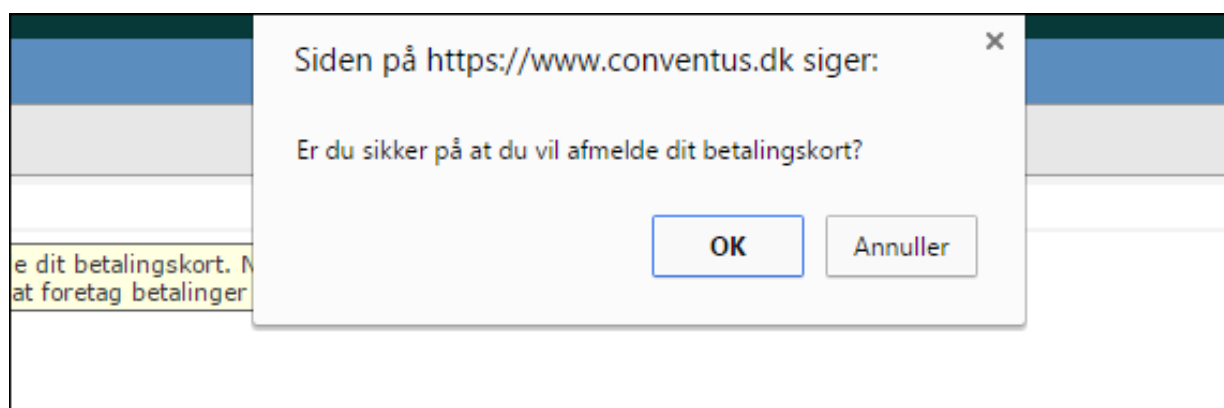 Siden på https://www.conventus.dk siger:
×
Er du sikker på at du vil afmelde dit betalingskort?
OK
Annuller
e dit betalingskort. N
at foretag betalinger